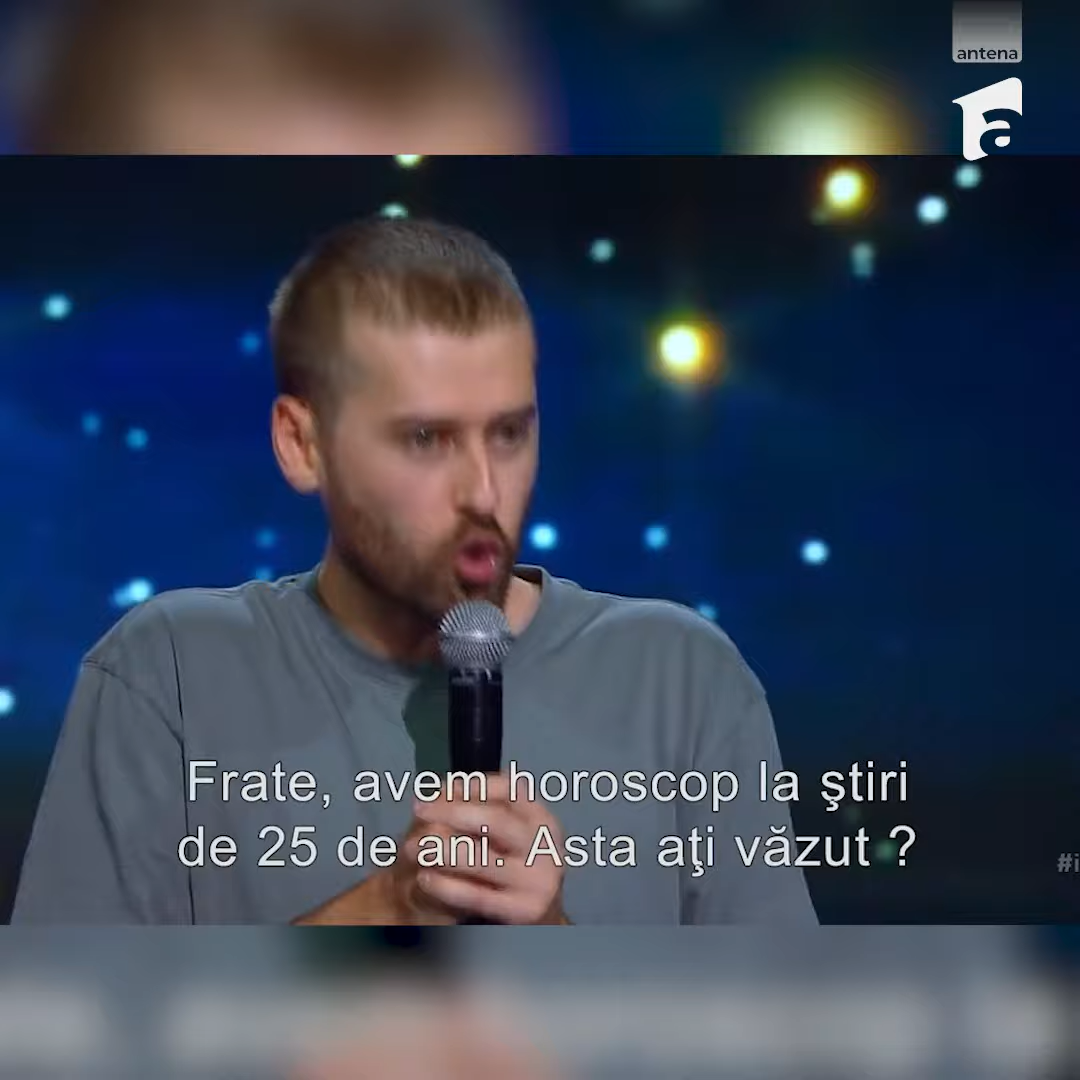 antena
a
Frate, avem horoscop la ştiri
de 25 de ani. Asta aţi văzut ?
#i